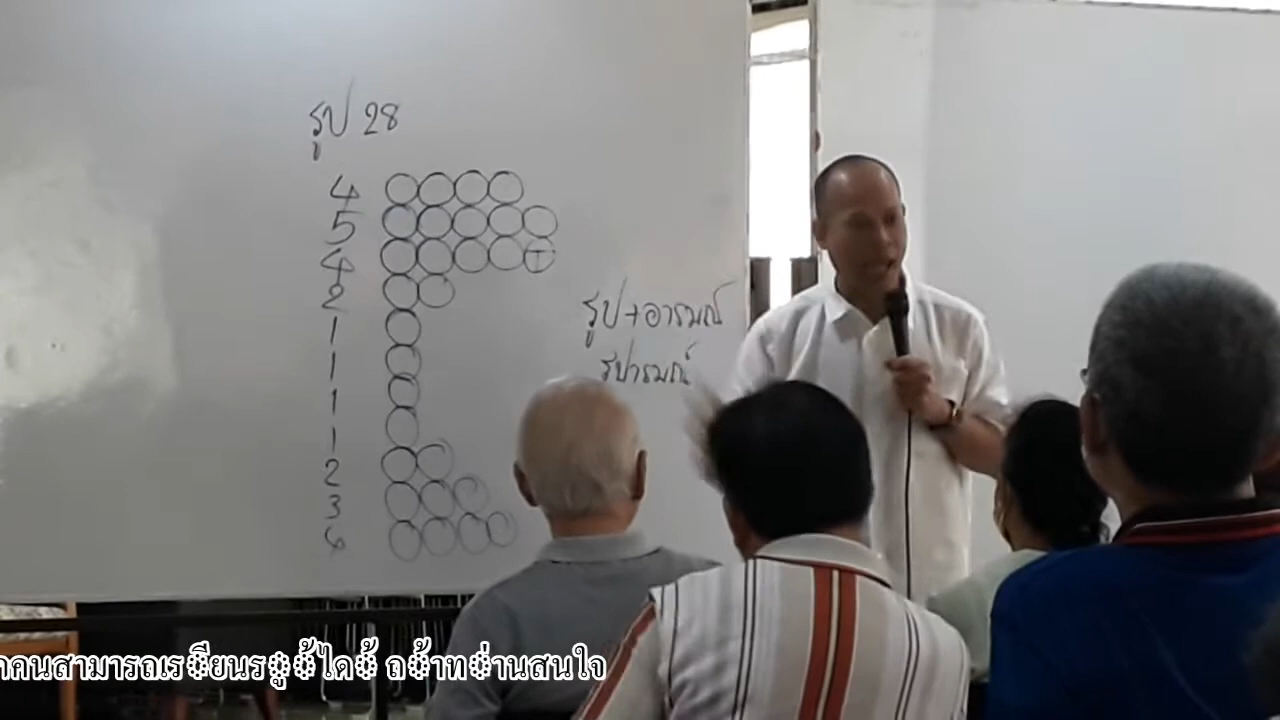 รูป 28
4
5
4
2
1
1
1
1
2
3
รูป+อารมณ์
รูปารมณ์
คนสามารถเรียนรู้ได้ ถ้าท่านสนใจ